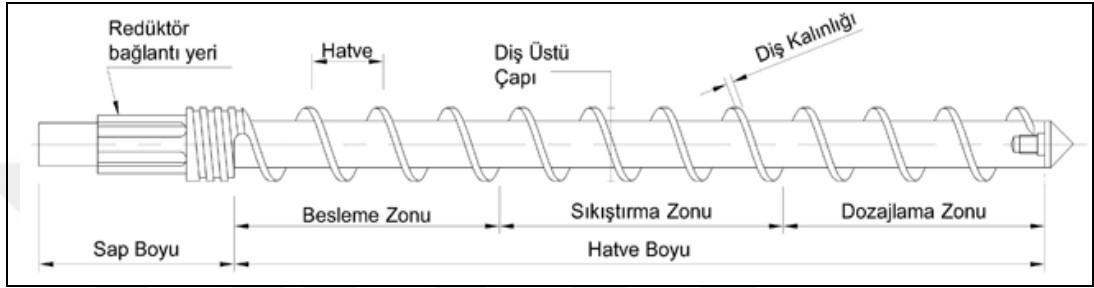 Redüktör
bağlantı yeri
Hatve
Diş Üstü
Çapı
Diş Kalınlığı
Besleme Zonu
Sıkıştırma Zonu
Dozajlama Zonu
Sap Boyu
Hatve Boyu